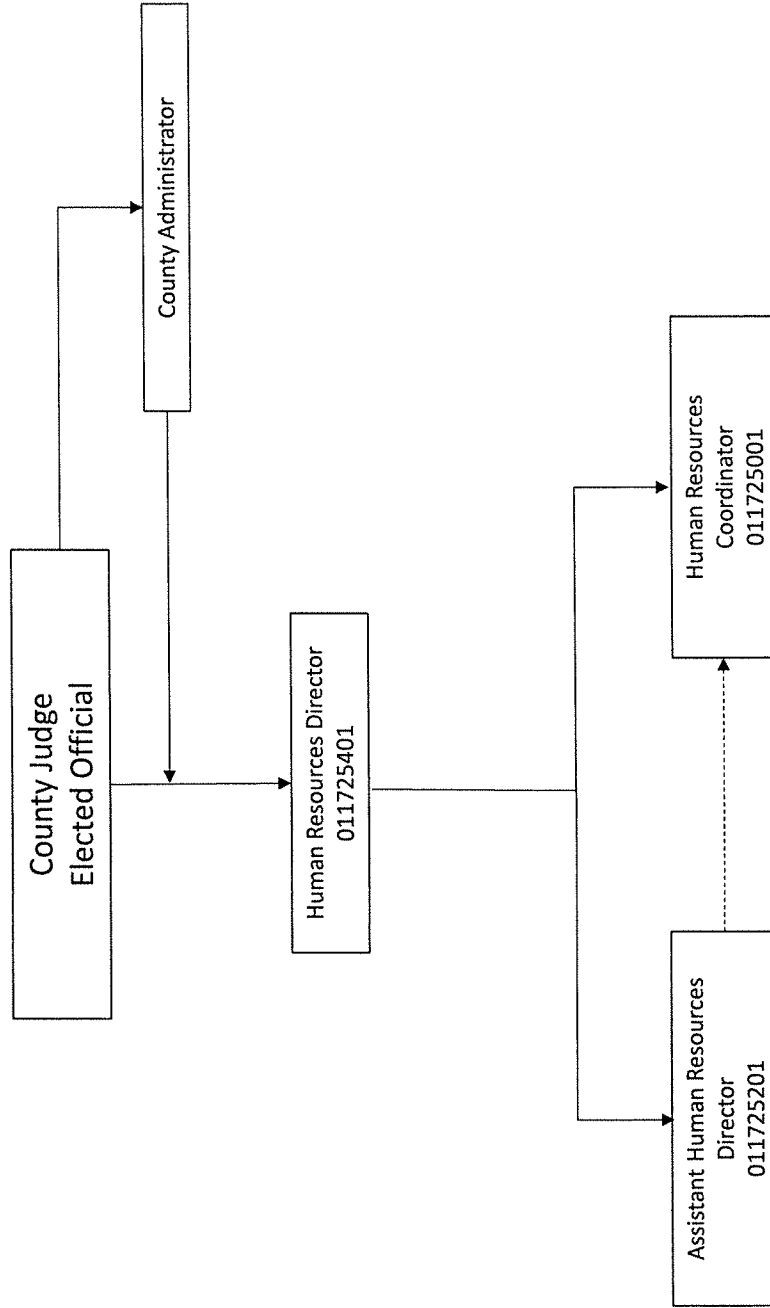 County Judge
Elected Official
County Administrator
Human Resources Director
011725401
Assistant Human Resources
Director
011725201
Human Resources
Coordinator
011725001